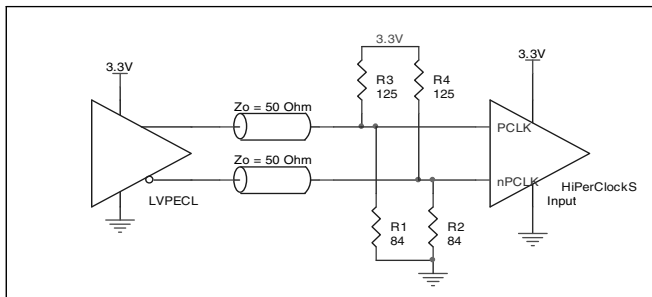 3.3V
3.3V
3.3V
R3
125
R4
125
Zo = 50 Ohm
PCLK
Zo = 50 Ohm
nPCLK
HiPerClockS
Input
LVPECL
R1
84
R2
84